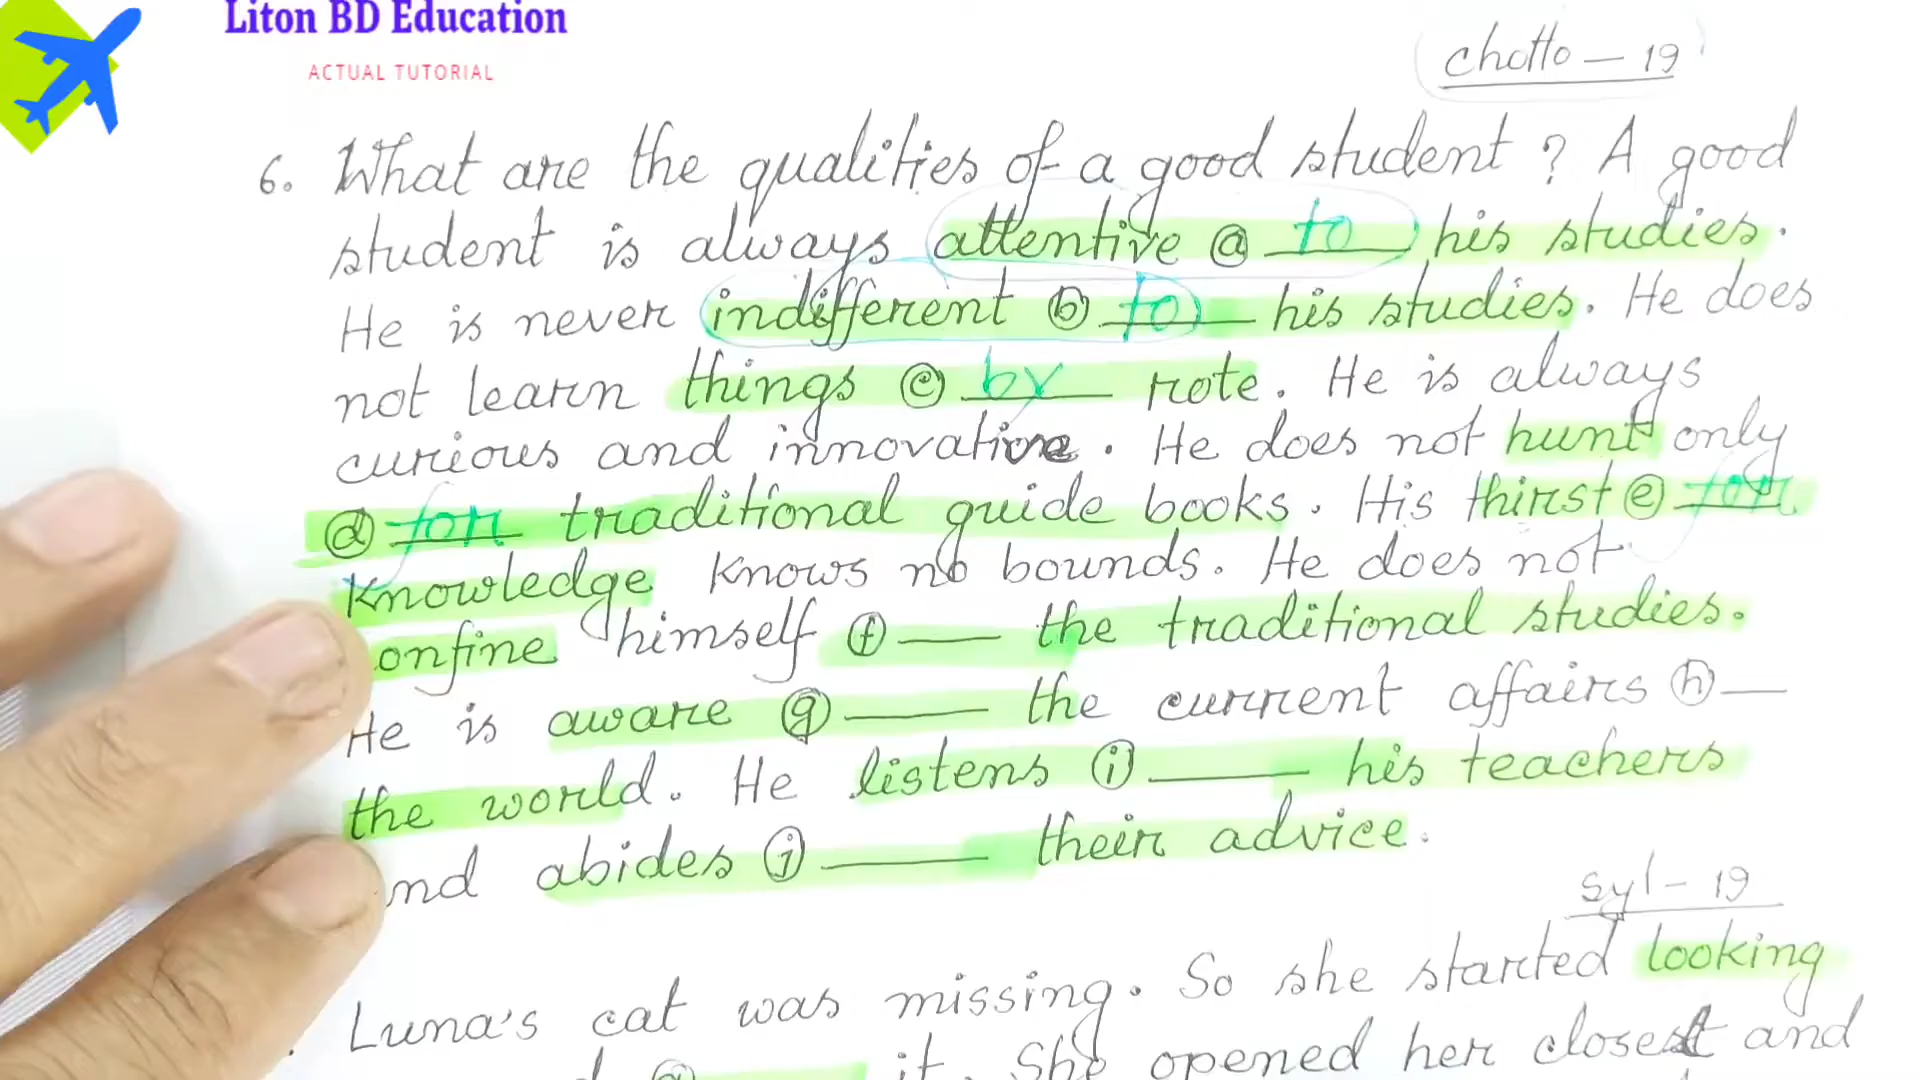 Liton BD Education
ACTUAL TUTORIAL
chotto - 19
6. What are the qualities of a good student? A good
student is always attentive ⓐ to his studies.
He is never indifferent ⓑ to his studies. He does
not learn things ⓒ by rote. He is always
curious and innovative. He does not hunt only
ⓓ for traditional guide books. His thirst ⓔ for
knowledge knows no bounds. He does not
onfine himself ⓕ ___ the traditional studies.
He is aware ⓖ ___ the current affairs ⓗ ___
the world. He listens ⓘ ___ his teachers
nd abides ⓙ ___ their advice.
Syl - 19
Luna's cat was missing. So she started looking
ⓐ it. She opened her closet and